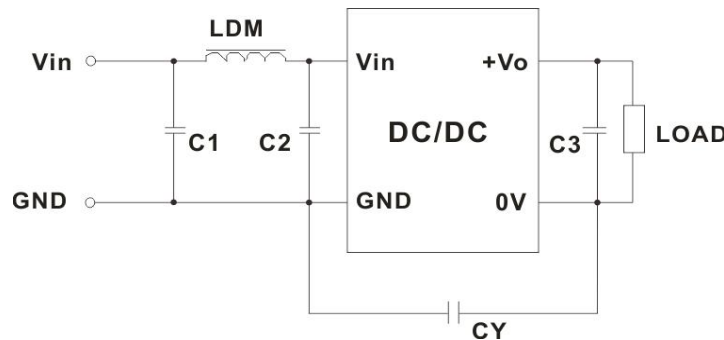 LDM
Vin
Vin
+Vo
C1
C2
DC/DC
C3
LOAD
GND
GND
0V
CY